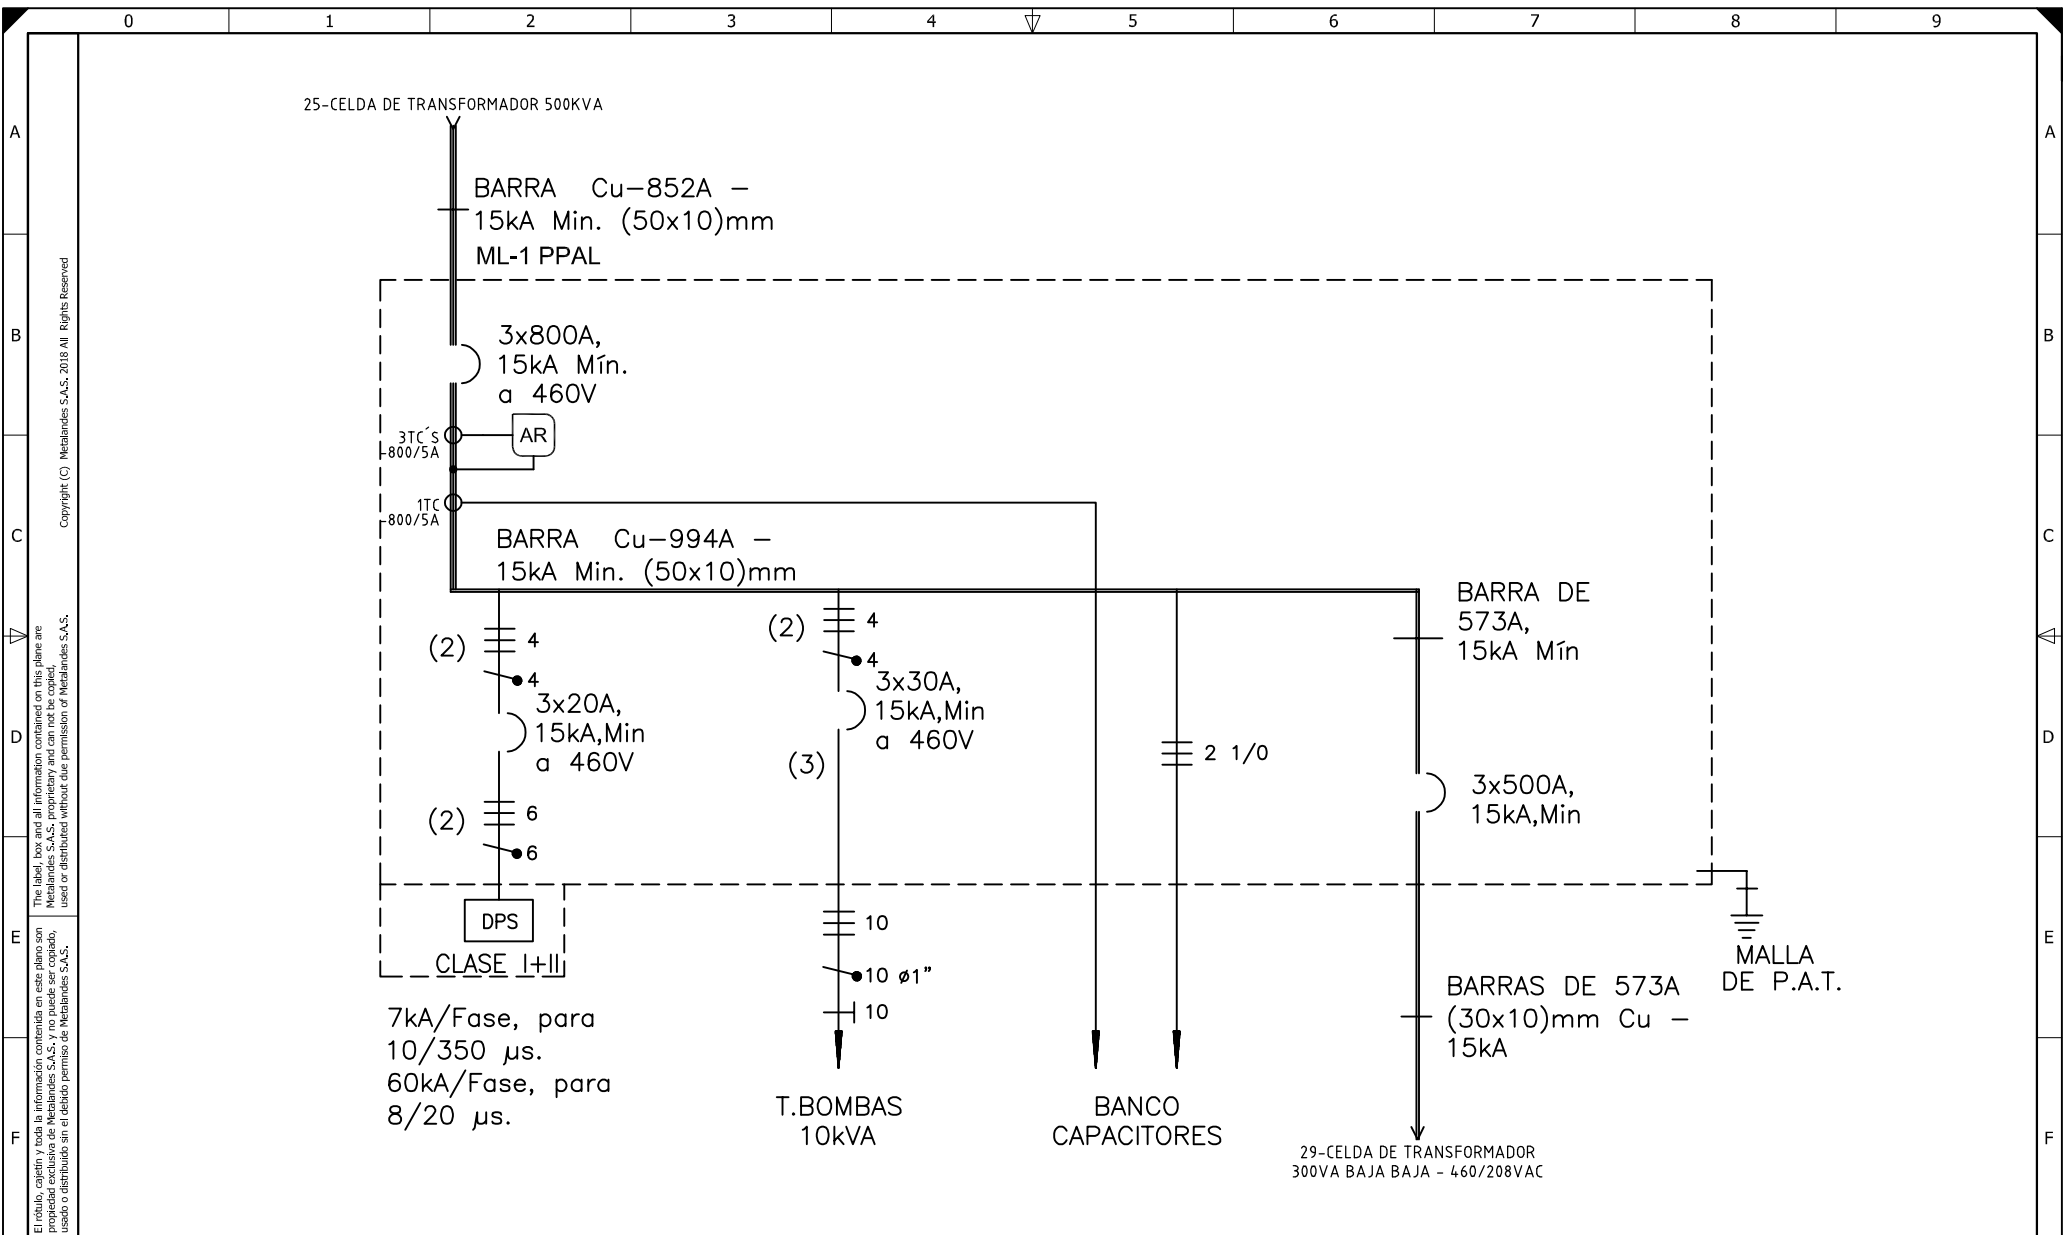 0 1 2 3 4 5 6 7 8 9
A
B
C
D
E
F
A
B
C
D
E
F
Copyright (C) Metalandes S.A.S. 2018 All Rights Reserved
The label, box and all information contained on this plane are
Metalandes S.A.S. proprietary and can not be copied,
used or distributed without due permission of Metalandes S.A.S.
El rótulo, cajetín y toda la información contenida en este plano son
propiedad exclusiva de Metalandes S.A.S. y no puede ser copiado,
usado o distribuido sin el debido permiso de Metalandes S.A.S.
25-CELDA DE TRANSFORMADOR 500KVA
BARRA Cu-852A -
15kA Min. (50x10)mm
ML-1 PPAL
3x800A,
15kA Mín.
a 460V
3TC´S
-800/5A
AR
1TC
-800/5A
BARRA Cu-994A -
15kA Min. (50x10)mm
(2)
4
4
3x20A,
15kA,Min
a 460V
(2)
6
6
DPS
CLASE I+II
7kA/Fase, para
10/350 µs.
60kA/Fase, para
8/20 µs.
(2)
4
4
3x30A,
15kA,Min
a 460V
(3)
10
10 ø1"
10
T.BOMBAS
10kVA
2 1/0
BANCO
CAPACITORES
BARRA DE
573A,
15kA Mín
3x500A,
15kA,Min
BARRAS DE 573A
(30x10)mm Cu -
15kA
29-CELDA DE TRANSFORMADOR
300VA BAJA BAJA - 460/208VAC
MALLA
DE P.A.T.